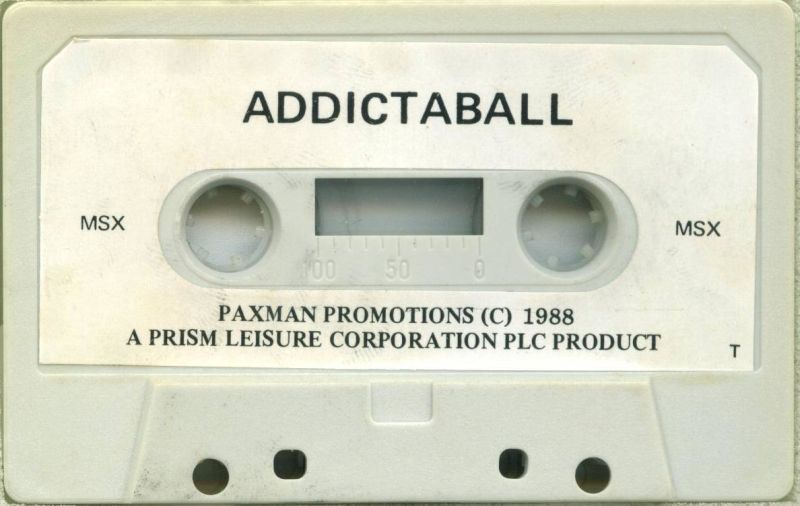 ADDICTABALL
MSX
MSX
100 50 0
PAXMAN PROMOTIONS (C) 1988
A PRISM LEISURE CORPORATION PLC PRODUCT
T